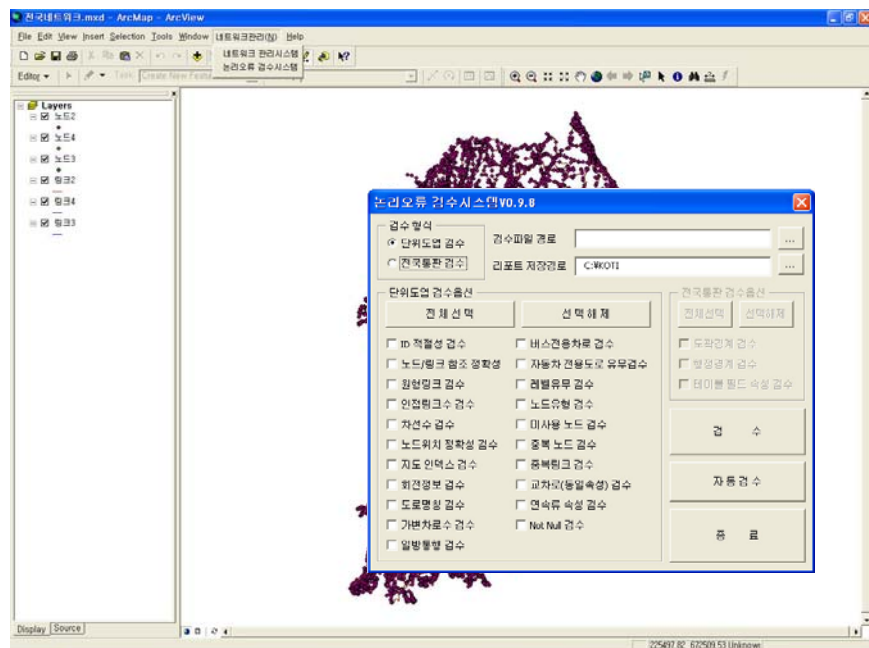 전국네트워크.mxd - ArcMap - ArcView
File Edit View Insert Selection Tools Window 네트워크관리(N) Help
네트워크 관리시스템
논리오류 검수시스템
Editor Task: Create New Feature
Layers
노드2
노드4
노드3
링크2
링크4
링크3
논리오류 검수시스템V0.9.8
검수형식
단위도엽 검수
전국통판 검수
검수파일 경로
...
리포트 저장경로 C:\KOTI
...
단위도엽 검수옵션
전체선택 선택해제
ID 적절성 검수
노드/링크 참조 정확성
원형링크 검수
인접링크수 검수
차선수 검수
노드위치 정확성 검수
지도 인덱스 검수
회전정보 검수
도로명칭 검수
가변차로수 검수
일방통행 검수
버스전용차로 검수
자동차 전용도로 유무검수
레벨유무 검수
노드유형 검수
미사용 노드 검수
중복 노드 검수
중복링크 검수
교차로(동일속성) 검수
연속류 속성 검수
Not Null 검수
전국통판 검수옵션
전체선택 선택해제
도곽경계 검수
행정경계 검수
테이블 필드 속성 검수
검 수
자동검수
종 료
Display Source
225497.82 672509.53 Unknown